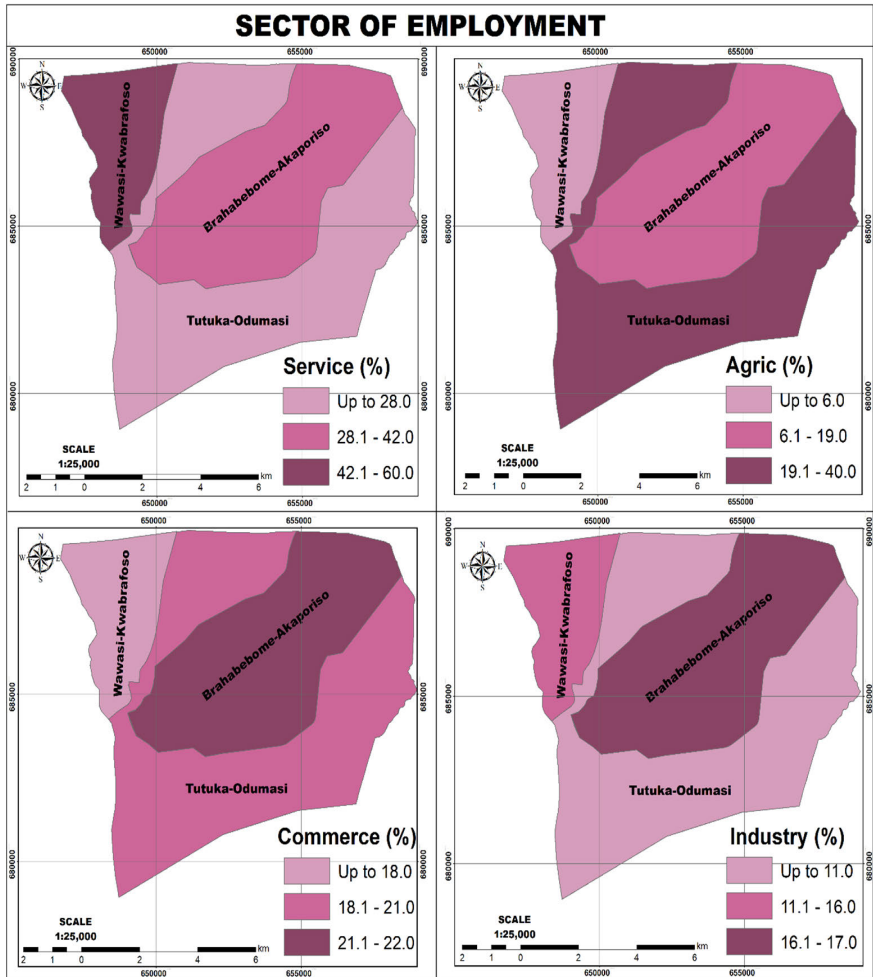 SECTOR OF EMPLOYMENT
650000 655000
690000
N
W E
S
Wawasi-Kwabrafoso
Brahabebome-Akaporiso
685000 685000
Tutuka-Odumasi
Service (%)
Up to 28.0
28.1 - 42.0
42.1 - 60.0
680000 680000
SCALE
1:25,000
km
2 1 0 2 4 6
650000 655000
650000 655000
690000
N
W E
S
Wawasi-Kwabrafoso
Brahabebome-Akaporiso
685000 685000
Tutuka-Odumasi
Agric (%)
Up to 6.0
6.1 - 19.0
19.1 - 40.0
680000 680000
SCALE
1:25,000
km
2 1 0 2 4 6
650000 655000
650000 655000
N
W E
S
Wawasi-Kwabrafoso
Brahabebome-Akaporiso
685000 685000
Tutuka-Odumasi
Commerce (%)
Up to 18.0
18.1 - 21.0
21.1 - 22.0
680000 680000
SCALE
1:25,000
km
2 1 0 2 4 6
650000 655000
650000 655000
690000 690000
N
W E
S
Wawasi-Kwabrafoso
Brahabebome-Akaporiso
685000 685000
Tutuka-Odumasi
Industry (%)
Up to 11.0
11.1 - 16.0
16.1 - 17.0
680000 680000
SCALE
1:25,000
km
2 1 0 2 4 6
650000 655000